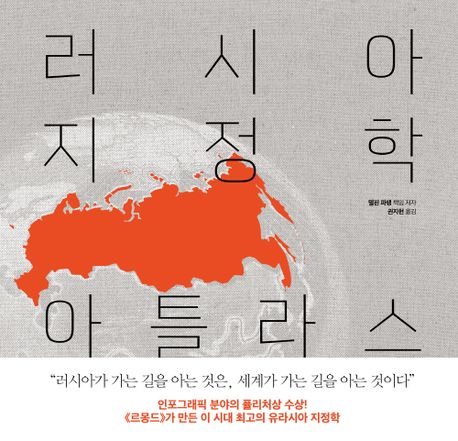 러시아
지정학
델핀 파팽 책임 저자
권지현 옮김
아틀라스
“러시아가 가는 길을 아는 것은, 세계가 가는 길을 아는 것이다”
인포그래픽 분야의 퓰리처상 수상!
《르몽드》가 만든 이 시대 최고의 유라시아 지정학